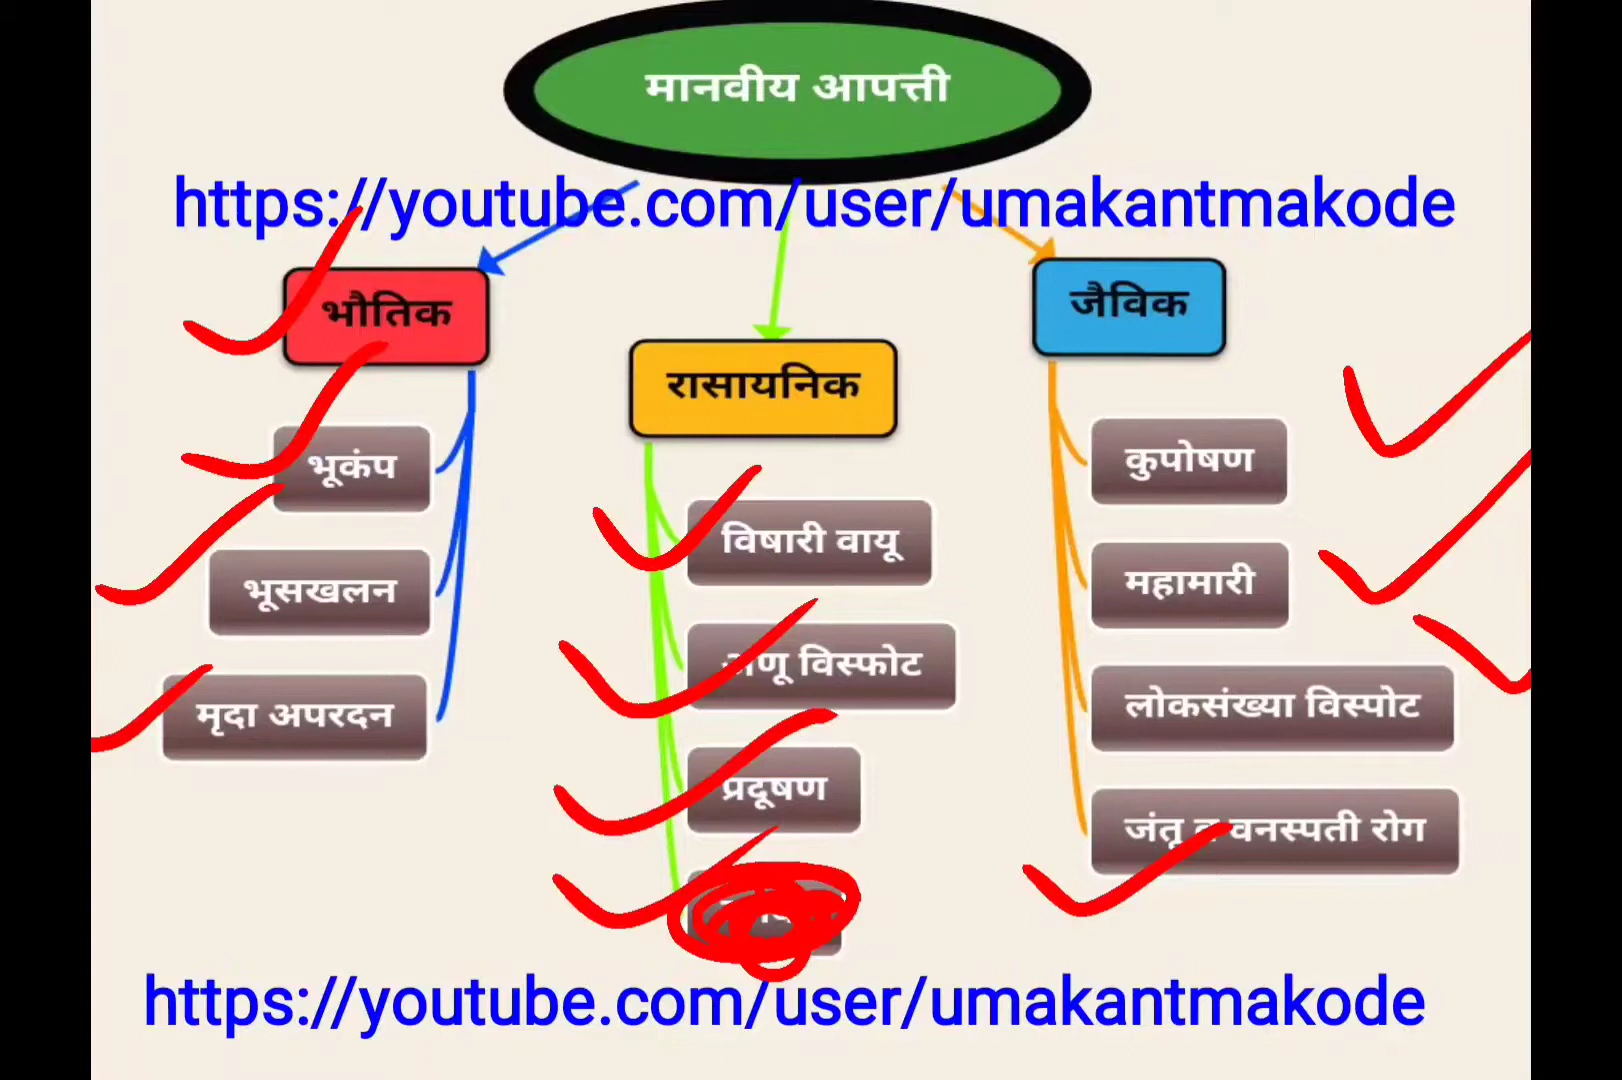 मानवीय आपत्ती
https://youtube.com/user/umakantmakode
भौतिक
भूकंप
भूसखलन
मृदा अपरदन
रासायनिक
विषारी वायू
अणू विस्फोट
प्रदूषण
जैविक
कुपोषण
महामारी
लोकसंख्या विस्पोट
जंतू व वनस्पती रोग
https://youtube.com/user/umakantmakode